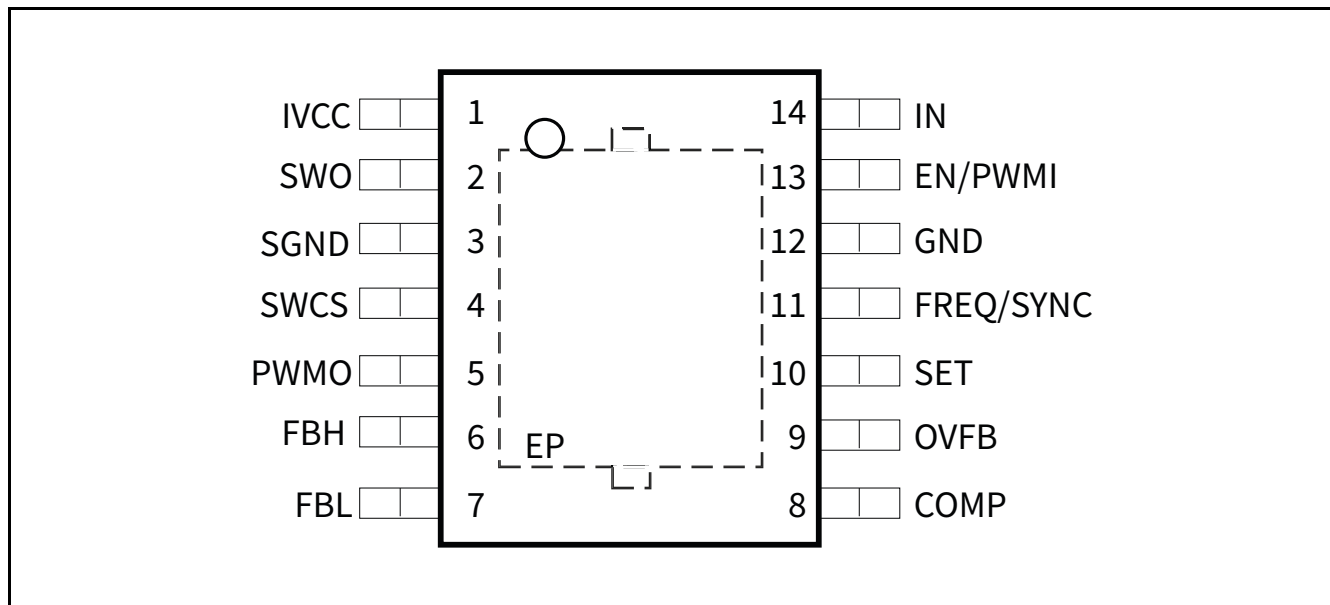 IVCC 1 14 IN
SWO 2 13 EN/PWMI
SGND 3 12 GND
SWCS 4 11 FREQ/SYNC
PWMO 5 10 SET
FBH 6 EP 9 OVFB
FBL 7 8 COMP